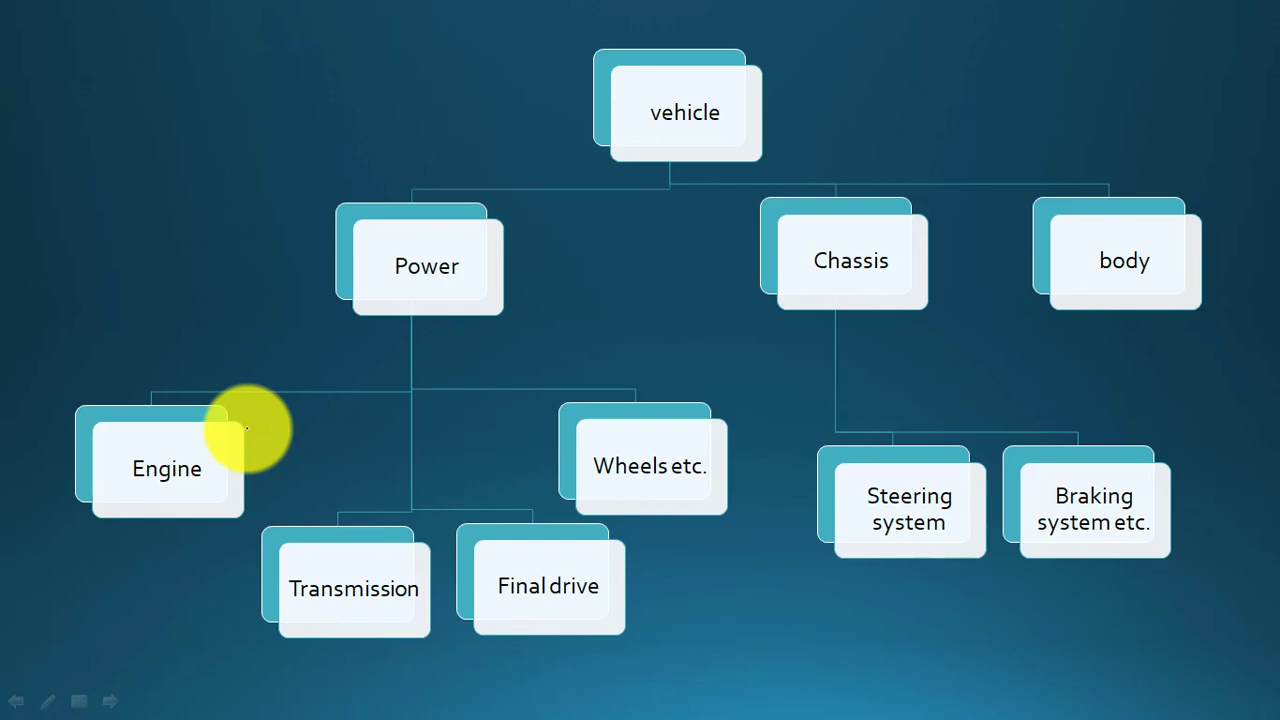 vehicle
Power
Chassis
body
Engine
Wheels etc.
Steering
system
Braking
system etc.
Transmission
Final drive